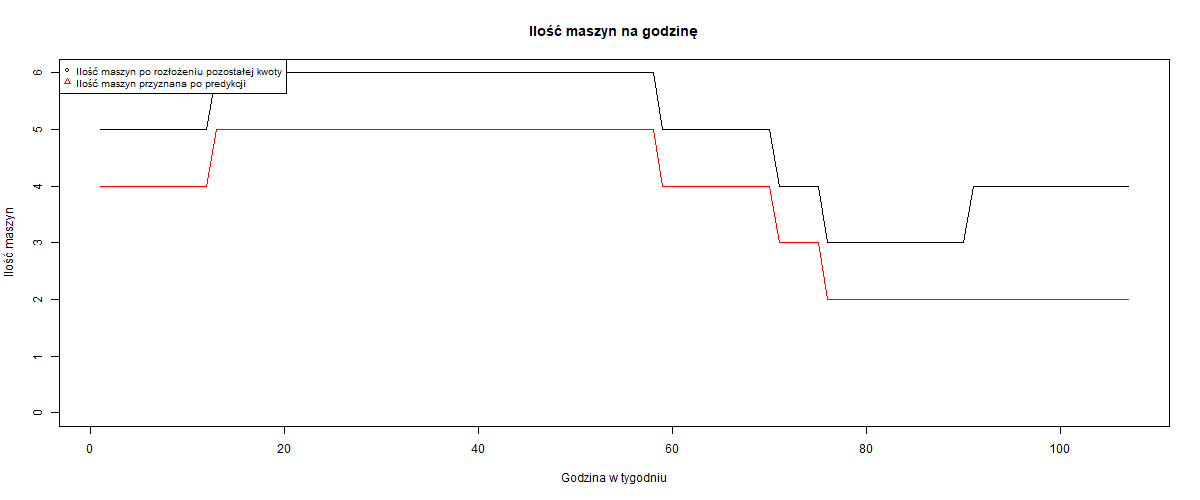 Ilość maszyn na godzinę
Ilość maszyn po rozłożeniu pozostałej kwoty
Ilość maszyn przyznana po predykcji
Ilość maszyn
6
5
4
3
2
1
0
0 20 40 60 80 100
Godzina w tygodniu